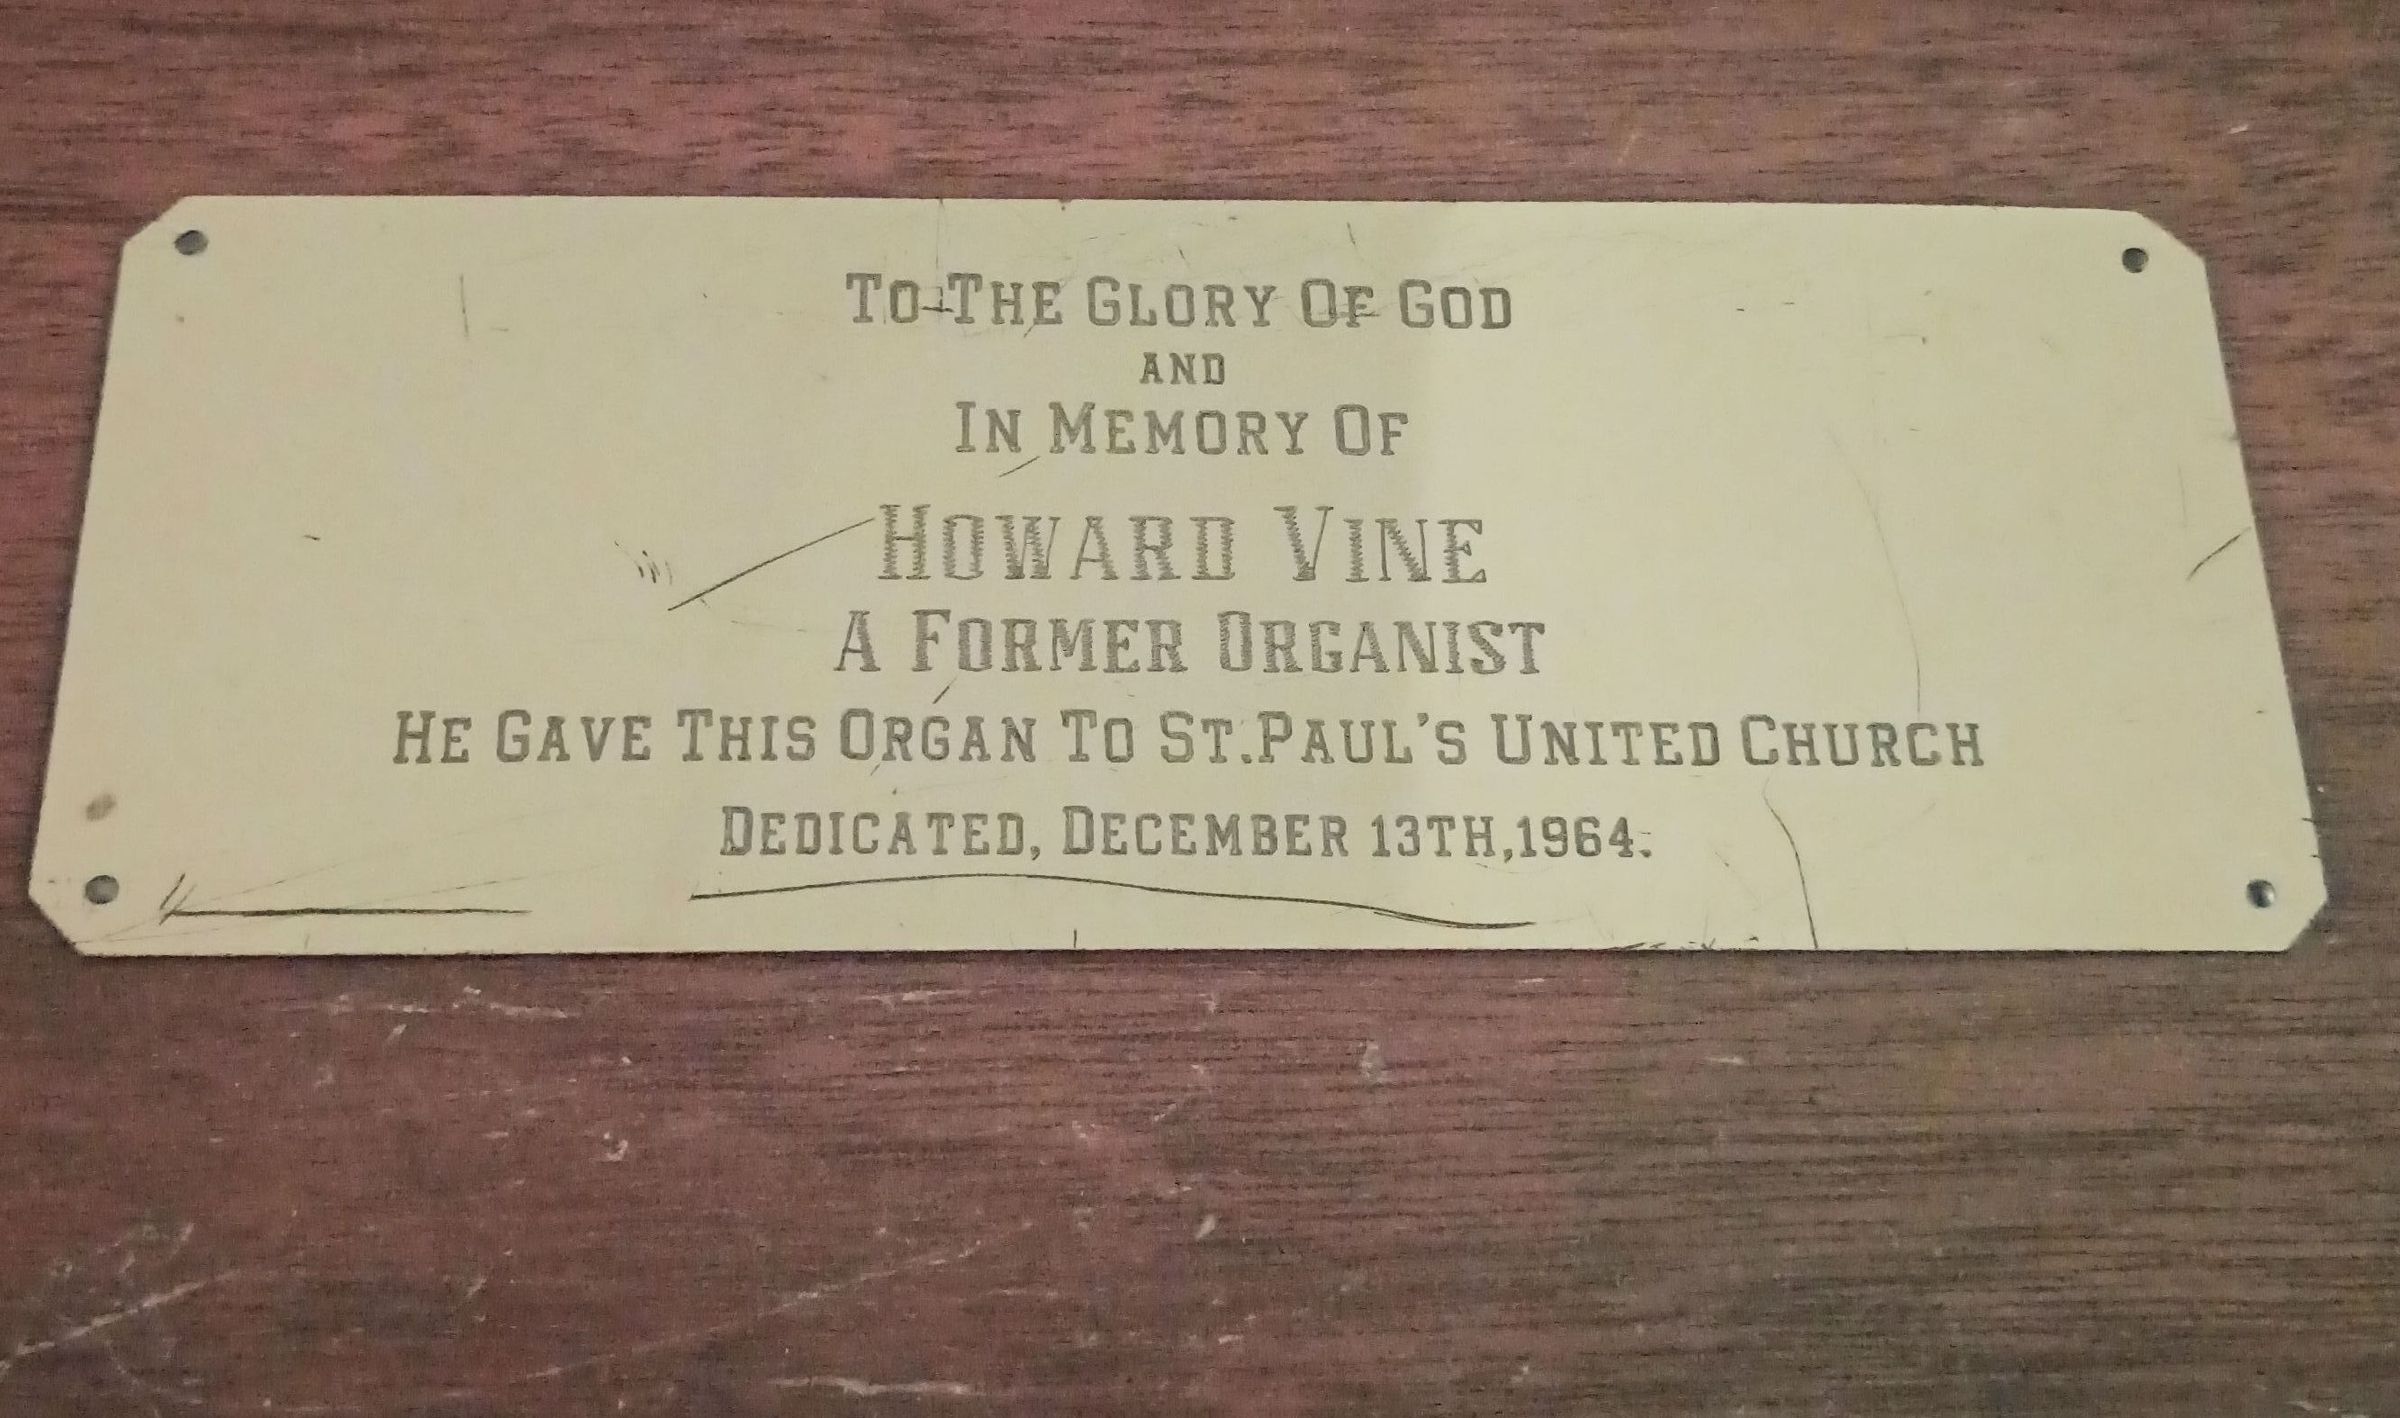 To The Glory Of God
and
In Memory Of
Howard Vine
A Former Organist
He Gave This Organ To St.Paul's United Church
Dedicated, December 13th,1964.